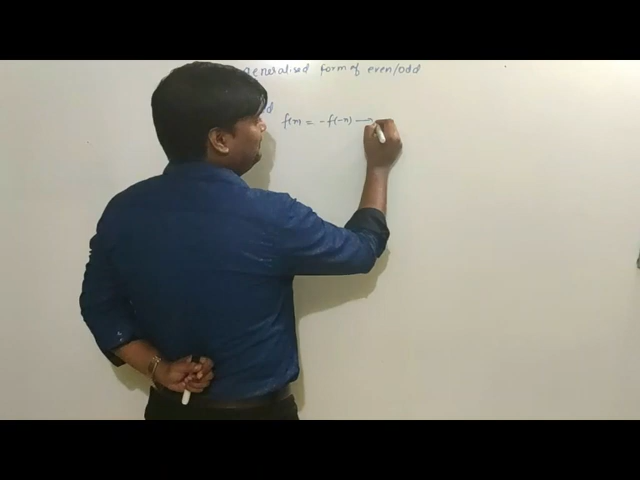 generalised form of even/odd
f(x) = -f(-x) →